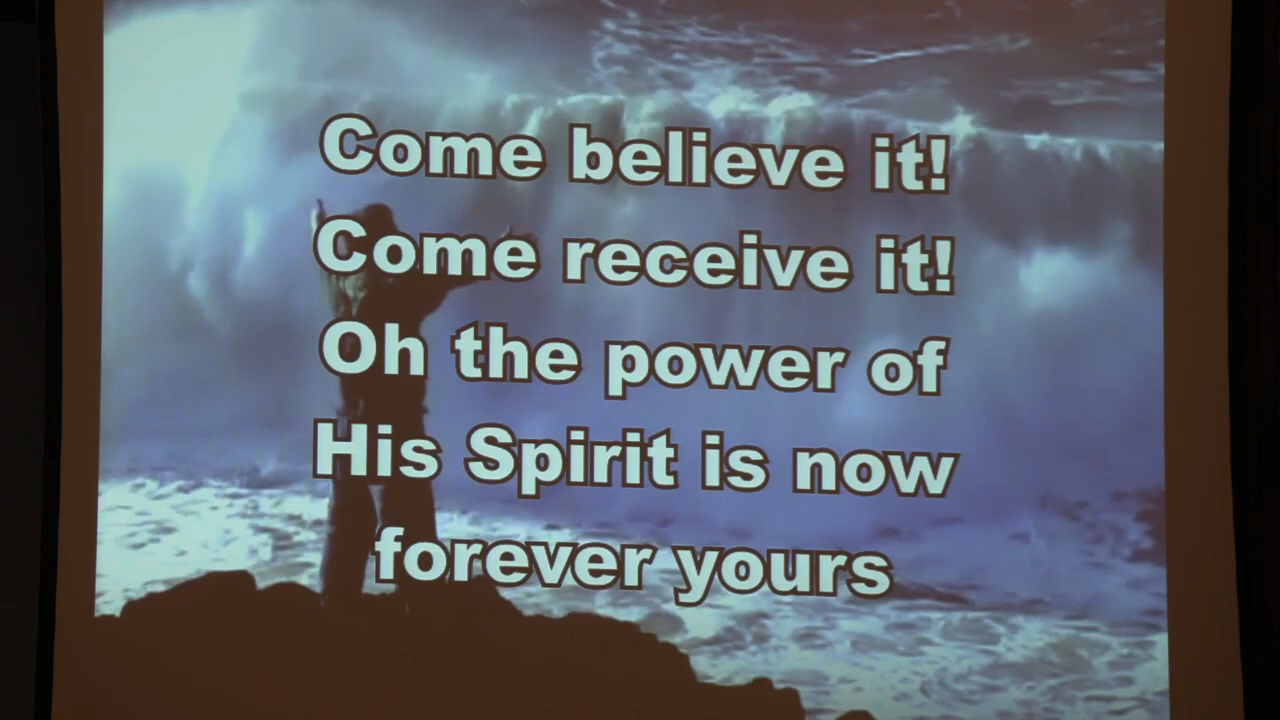 Come believe it!
Come receive it!
Oh the power of
His Spirit is now
forever yours